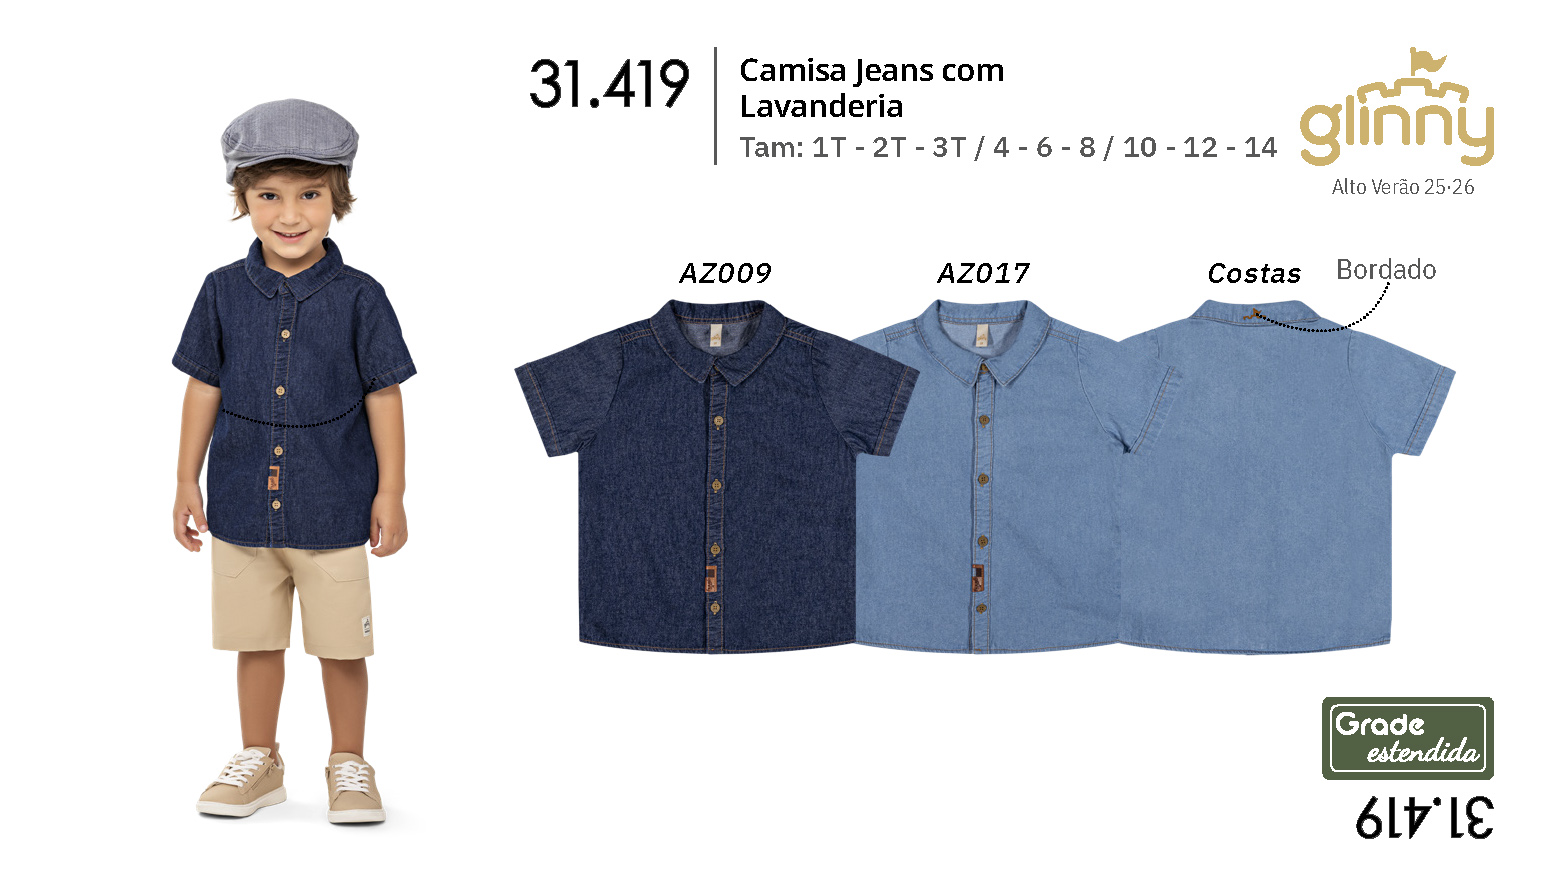 31.419
Camisa Jeans com
Lavanderia
Tam: 1T - 2T - 3T / 4 - 6 - 8 / 10 - 12 - 14
glinny
Alto Verão 25·26
AZ009
AZ017
Costas
Bordado
Grade
estendida
31.419